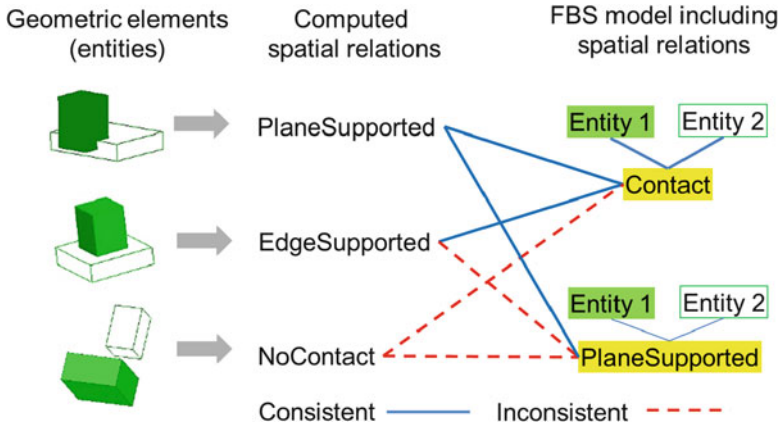 Geometric elements
(entities)
Computed
spatial relations
FBS model including
spatial relations
PlaneSupported
EdgeSupported
NoContact
Entity 1 Entity 2
Contact
Entity 1 Entity 2
PlaneSupported
Consistent
Inconsistent